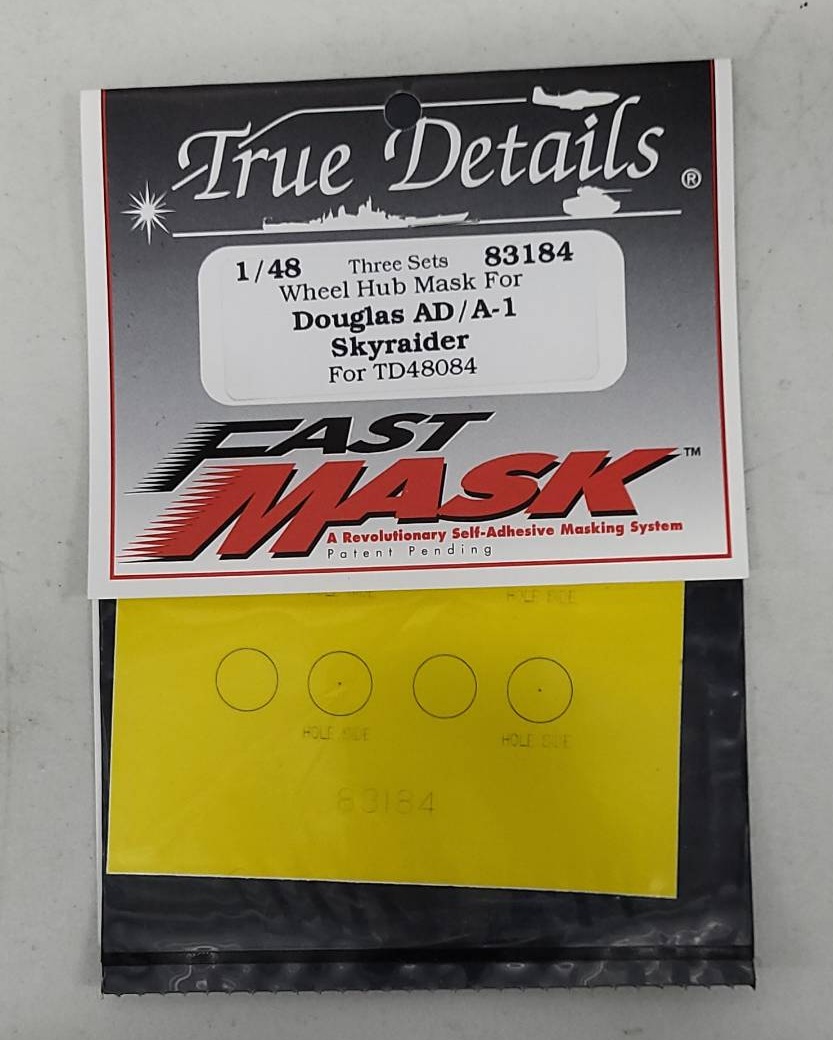 True Details ®
1/48 Three Sets 83184
Wheel Hub Mask For
Douglas AD/A-1
Skyraider
For TD48084
FAST
MASK ™
A Revolutionary Self-Adhesive Masking System
Patent Pending
HOLE SIDE HOLE SIDE
HOLE SIDE HOLE SIDE
83184